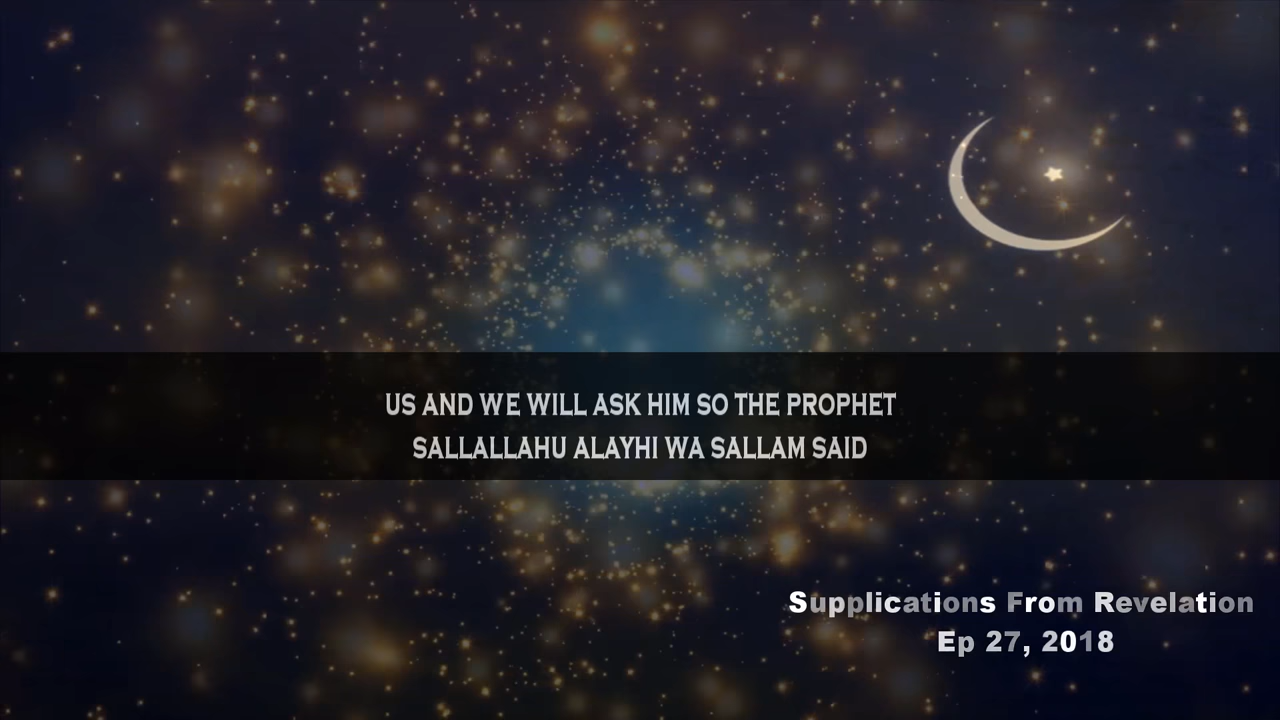 US AND WE WILL ASK HIM SO THE PROPHET
SALLALLAHU ALAYHI WA SALLAM SAID
Supplications From Revelation
Ep 27, 2018